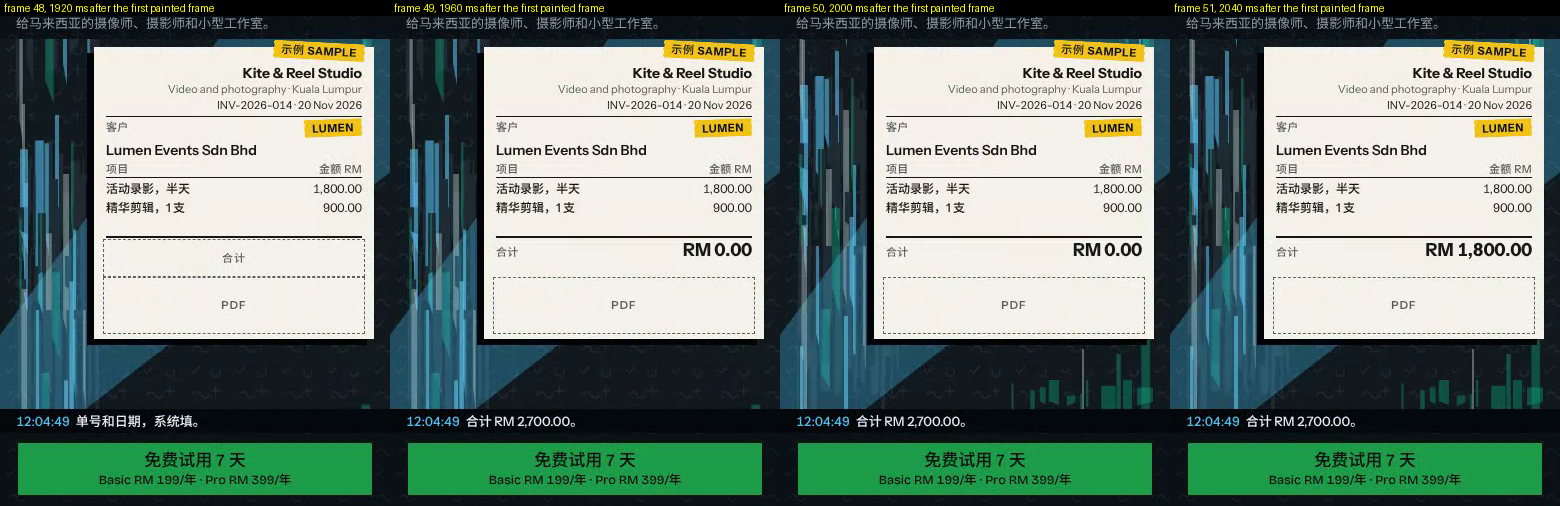 frame 48, 1920 ms after the first painted frame
给马来西亚的摄像师、摄影师和小型工作室。
示例 SAMPLE
Kite & Reel Studio
Video and photography · Kuala Lumpur
INV-2026-014 · 20 Nov 2026
客户
LUMEN
Lumen Events Sdn Bhd
项目 金额 RM
活动录影，半天 1,800.00
精华剪辑，1支 900.00
合计
PDF
12:04:49 单号和日期，系统填。
免费试用 7 天
Basic RM 199/年 · Pro RM 399/年
frame 49, 1960 ms after the first painted frame
给马来西亚的摄像师、摄影师和小型工作室。
示例 SAMPLE
Kite & Reel Studio
Video and photography · Kuala Lumpur
INV-2026-014 · 20 Nov 2026
客户
LUMEN
Lumen Events Sdn Bhd
项目 金额 RM
活动录影，半天 1,800.00
精华剪辑，1支 900.00
合计 RM 0.00
PDF
12:04:49 合计 RM 2,700.00。
免费试用 7 天
Basic RM 199/年 · Pro RM 399/年
frame 50, 2000 ms after the first painted frame
给马来西亚的摄像师、摄影师和小型工作室。
示例 SAMPLE
Kite & Reel Studio
Video and photography · Kuala Lumpur
INV-2026-014 · 20 Nov 2026
客户
LUMEN
Lumen Events Sdn Bhd
项目 金额 RM
活动录影，半天 1,800.00
精华剪辑，1支 900.00
合计 RM 0.00
PDF
12:04:49 合计 RM 2,700.00。
免费试用 7 天
Basic RM 199/年 · Pro RM 399/年
frame 51, 2040 ms after the first painted frame
给马来西亚的摄像师、摄影师和小型工作室。
示例 SAMPLE
Kite & Reel Studio
Video and photography · Kuala Lumpur
INV-2026-014 · 20 Nov 2026
客户
LUMEN
Lumen Events Sdn Bhd
项目 金额 RM
活动录影，半天 1,800.00
精华剪辑，1支 900.00
合计 RM 1,800.00
PDF
12:04:49 合计 RM 2,700.00。
免费试用 7 天
Basic RM 199/年 · Pro RM 399/年